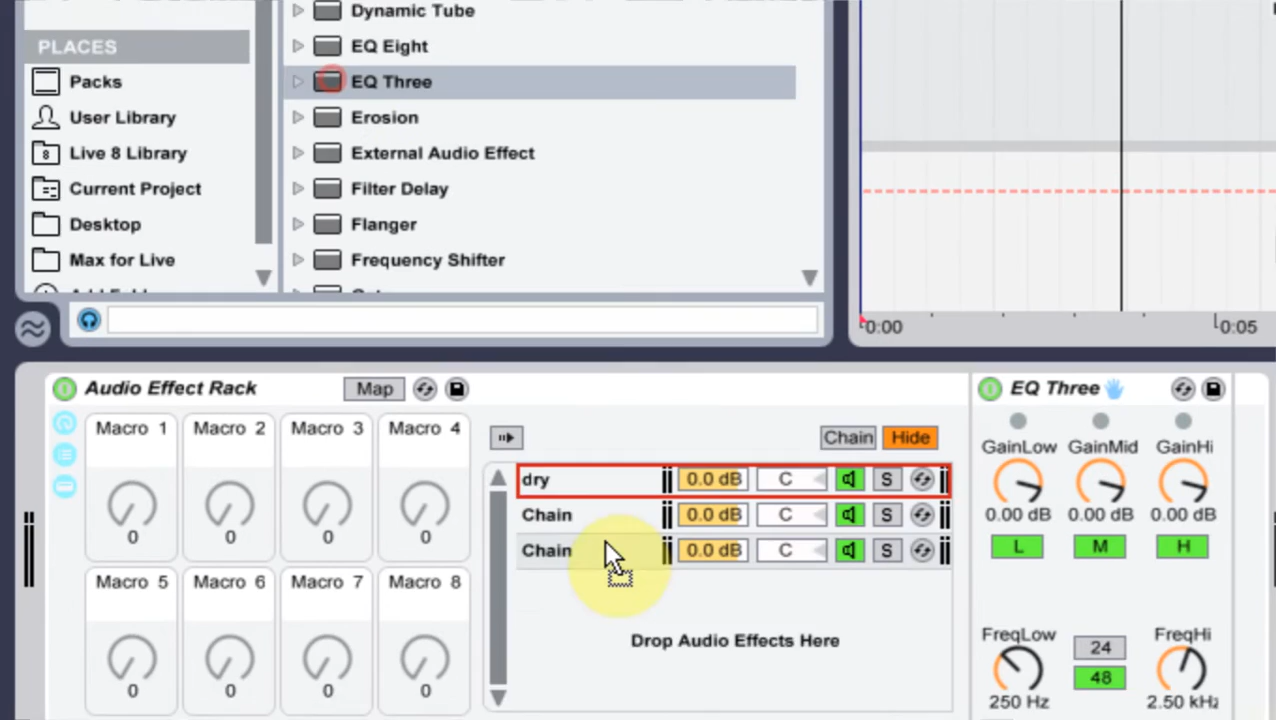 Dynamic Tube
PLACES
EQ Eight
Packs
EQ Three
User Library
Erosion
Live 8 Library
External Audio Effect
Current Project
Filter Delay
Desktop
Flanger
Max for Live
Frequency Shifter
0:00
0:05
Audio Effect Rack
Map
EQ Three
Macro 1
Macro 2
Macro 3
Macro 4
0
0
0
0
Macro 5
Macro 6
Macro 7
Macro 8
0
0
0
0
Chain
Hide
dry
0.0 dB
C
S
Chain
0.0 dB
C
S
Chain
0.0 dB
C
S
Drop Audio Effects Here
GainLow
GainMid
GainHi
0.00 dB
0.00 dB
0.00 dB
L
M
H
FreqLow
24
FreqHi
48
250 Hz
2.50 kHz